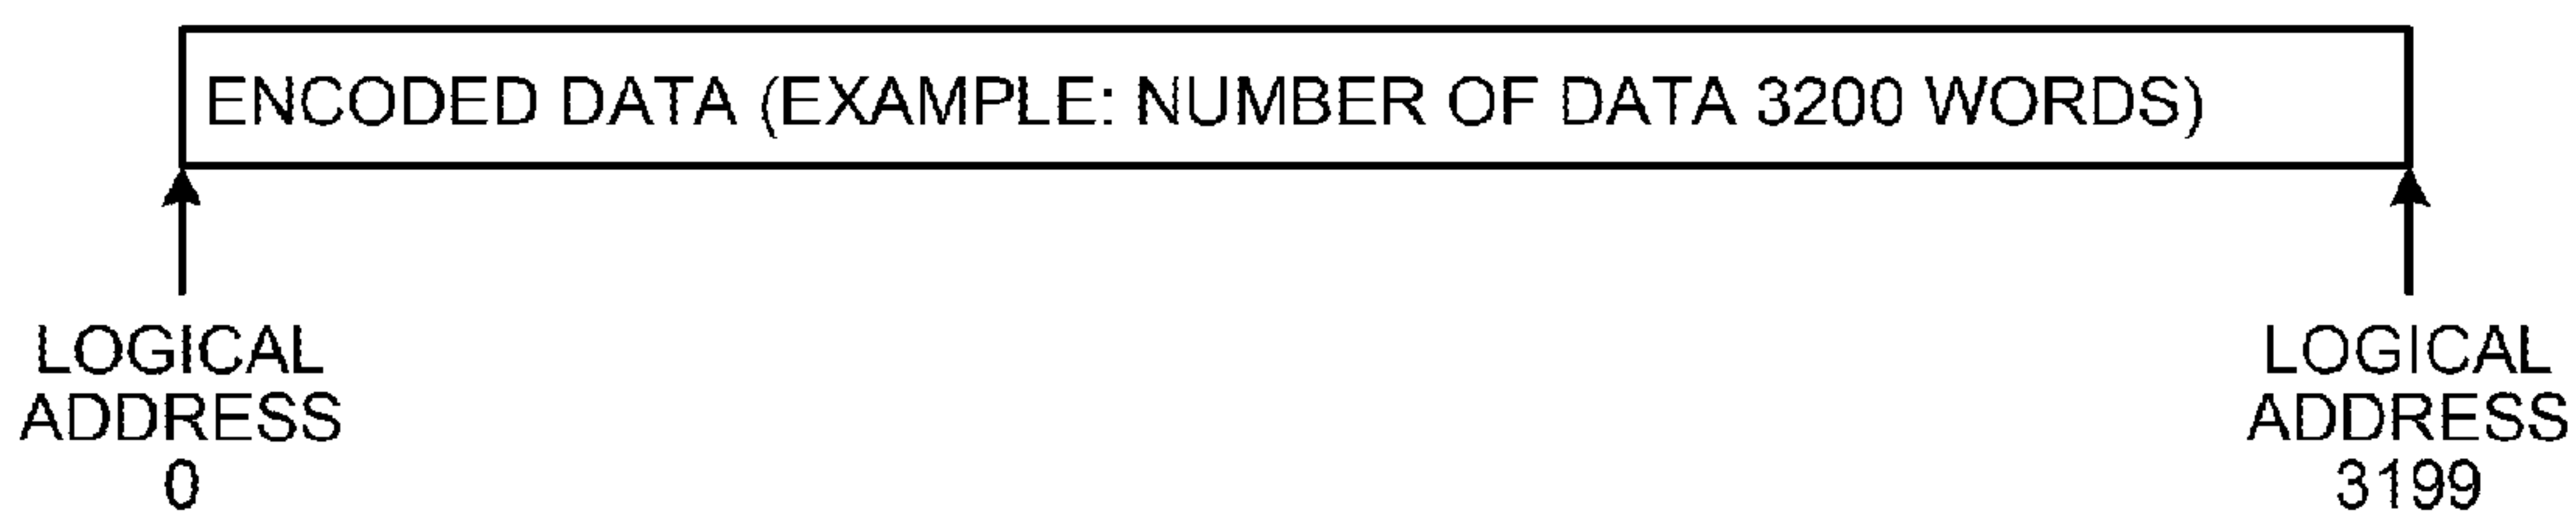 ENCODED DATA (EXAMPLE: NUMBER OF DATA 3200 WORDS)
LOGICAL
ADDRESS
0
LOGICAL
ADDRESS
3199